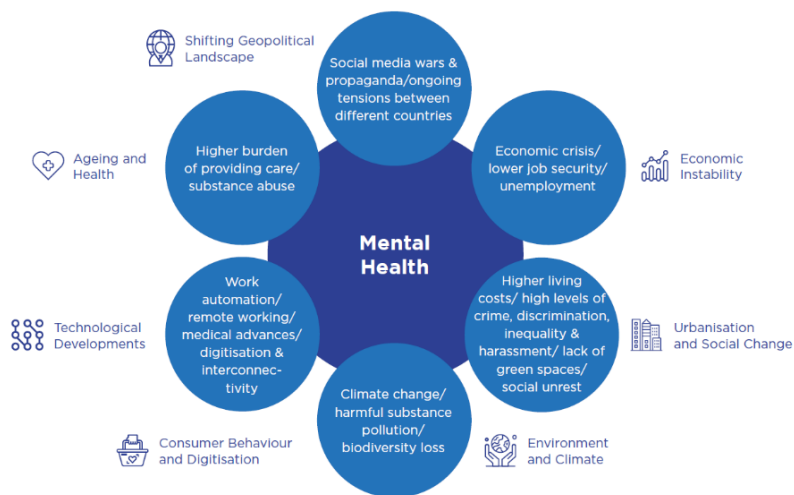 Shifting Geopolitical
Landscape
Social media wars &
propaganda/ongoing
tensions between
different countries
Ageing and
Health
Higher burden
of providing care/
substance abuse
Economic crisis/
lower job security/
unemployment
Economic
Instability
Mental
Health
Technological
Developments
Work
automation/
remote working/
medical advances/
digitisation &
interconnec-
tivity
Higher living
costs/ high levels of
crime, discrimination,
inequality &
harassment/ lack of
green spaces/
social unrest
Urbanisation
and Social Change
Climate change/
harmful substance
pollution/
biodiversity loss
Consumer Behaviour
and Digitisation
Environment
and Climate